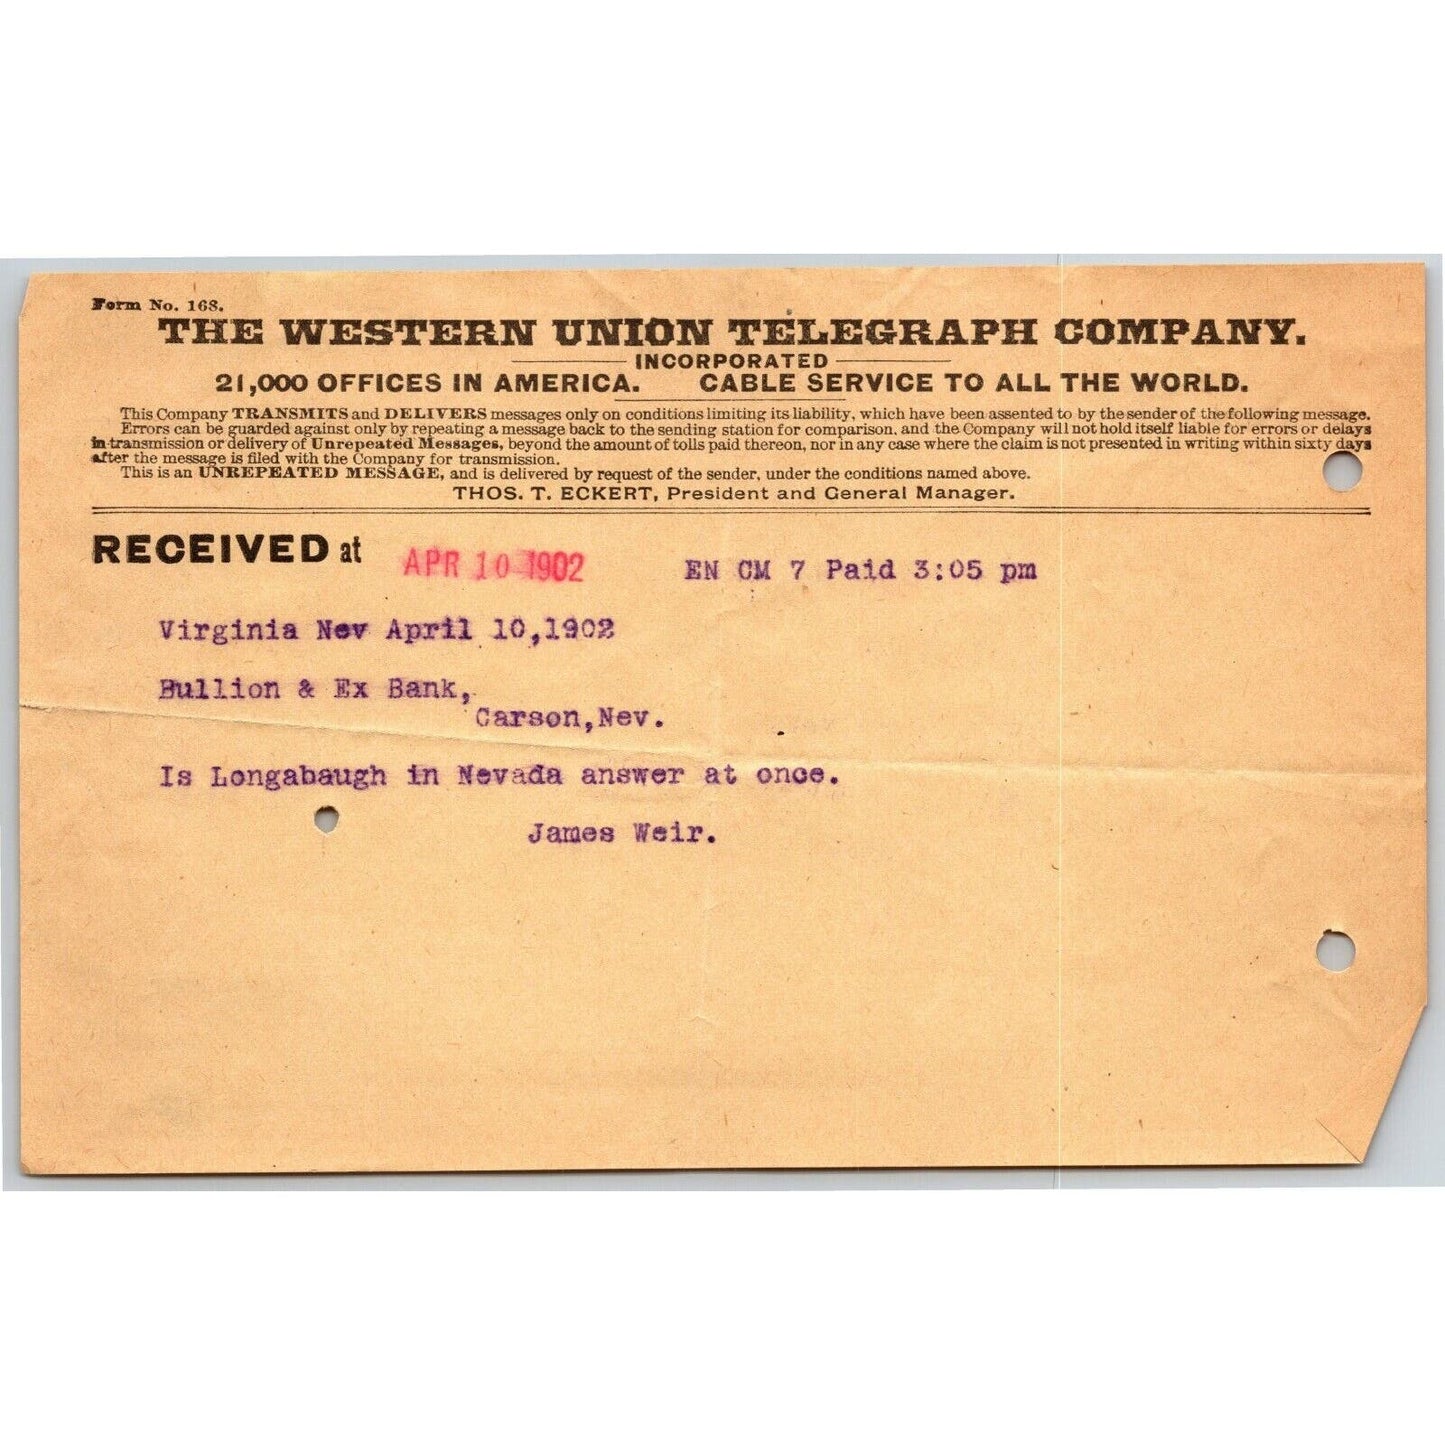 Form No. 168.
THE WESTERN UNION TELEGRAPH COMPANY.
INCORPORATED
21,000 OFFICES IN AMERICA. CABLE SERVICE TO ALL THE WORLD.
This Company TRANSMITS and DELIVERS messages only on conditions limiting its liability, which have been assented to by the sender of the following message.
Errors can be guarded against only by repeating a message back to the sending station for comparison, and the Company will not hold itself liable for errors or delays
in transmission or delivery of Unrepeated Messages, beyond the amount of tolls paid thereon, nor in any case where the claim is not presented in writing within sixty days
after the message is filed with the Company for transmission.
This is an UNREPEATED MESSAGE, and is delivered by request of the sender, under the conditions named above.
THOS. T. ECKERT, President and General Manager.
RECEIVED at APR 10 1902 EN CM 7 Paid 3:05 pm
Virginia Nev April 10,1902
Bullion & Ex Bank,
Carson,Nev.
Is Longabaugh in Nevada answer at once.
James Weir.